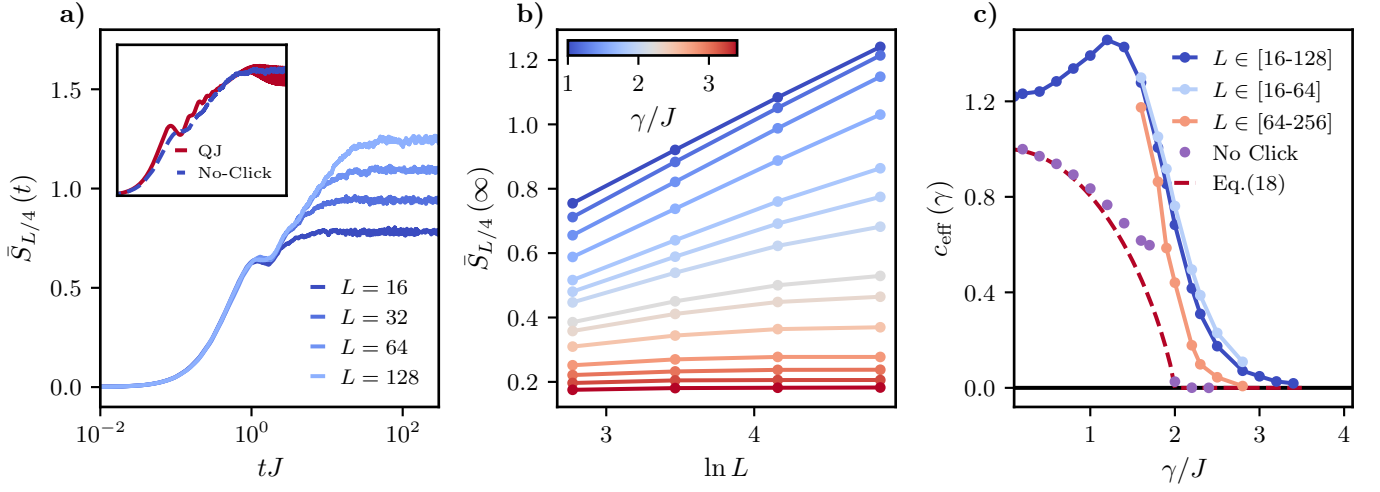 a)
1.5
1.0
0.5
0.0
S̄_{L/4}(t)
QJ
No-Click
L = 16
L = 32
L = 64
L = 128
10^{-2}
10^{0}
10^{2}
tJ
b)
1.2
1.0
0.8
0.6
0.4
0.2
S̄_{L/4}(∞)
1
2
3
γ/J
3
4
ln L
c)
1.2
0.8
0.4
0.0
c_{eff}(γ)
L ∈ [16-128]
L ∈ [16-64]
L ∈ [64-256]
No Click
Eq.(18)
1
2
3
4
γ/J